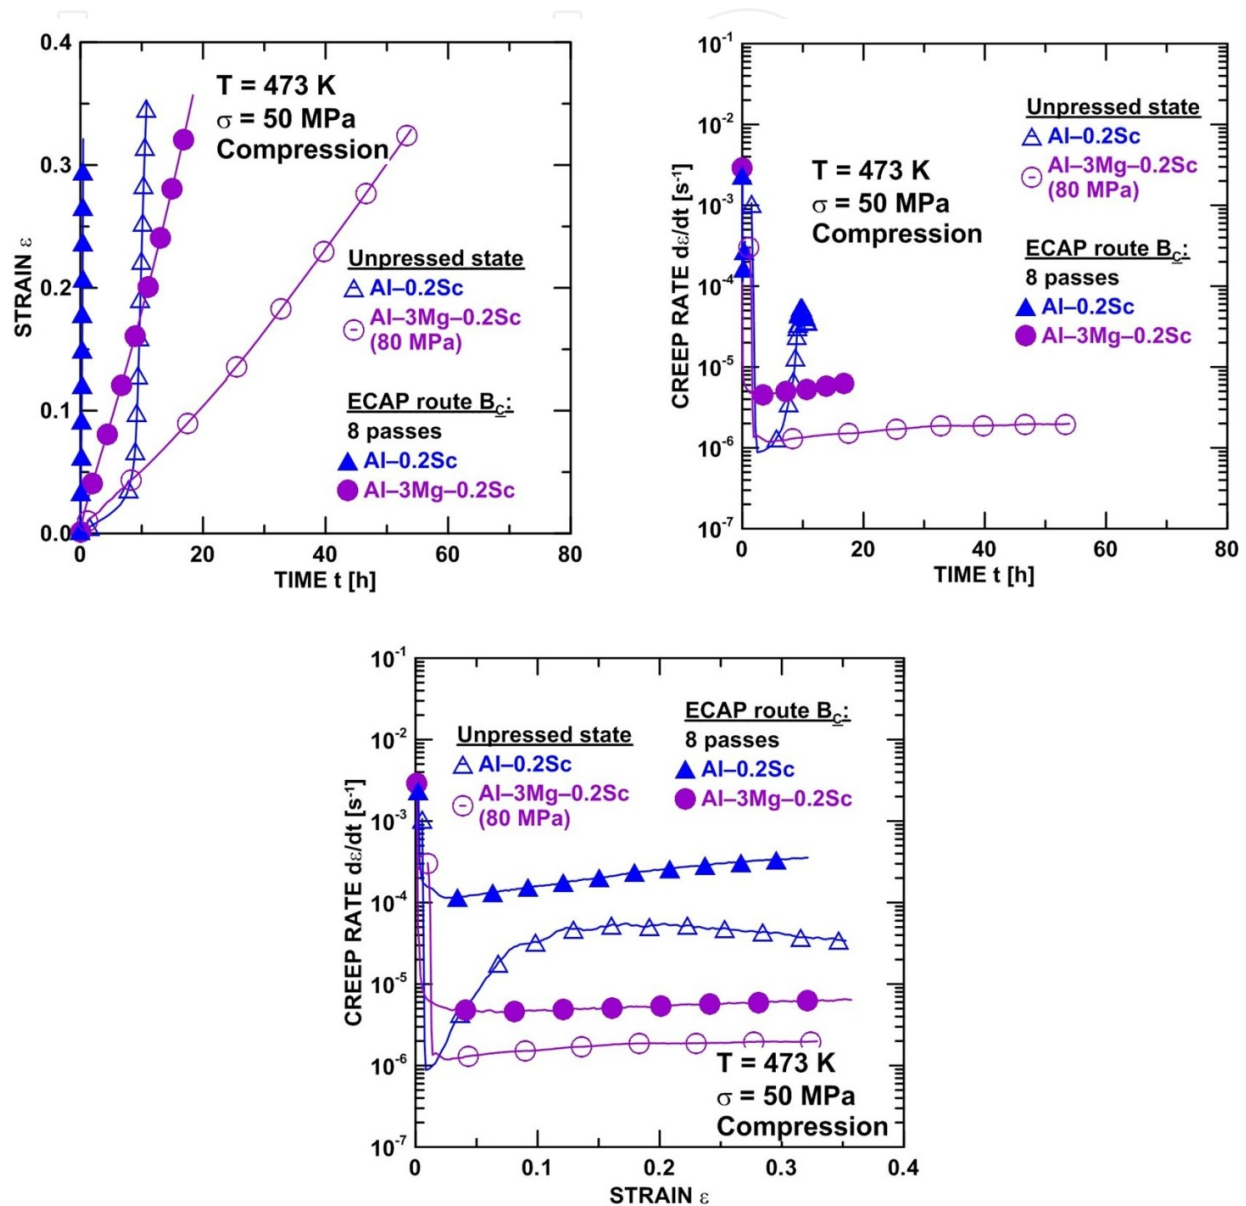 0.4
0.3
0.2
0.1
0.0
STRAIN ε
T = 473 K
σ = 50 MPa
Compression
Unpressed state
Al–0.2Sc
Al–3Mg–0.2Sc
(80 MPa)
ECAP route B_C:
8 passes
Al–0.2Sc
Al–3Mg–0.2Sc
0 20 40 60 80
TIME t [h]
10⁻¹
10⁻²
10⁻³
10⁻⁴
10⁻⁵
10⁻⁶
10⁻⁷
CREEP RATE dε/dt [s⁻¹]
T = 473 K
σ = 50 MPa
Compression
Unpressed state
Al–0.2Sc
Al–3Mg–0.2Sc
(80 MPa)
ECAP route B_C:
8 passes
Al–0.2Sc
Al–3Mg–0.2Sc
0 20 40 60 80
TIME t [h]
10⁻¹
10⁻²
10⁻³
10⁻⁴
10⁻⁵
10⁻⁶
10⁻⁷
CREEP RATE dε/dt [s⁻¹]
Unpressed state
Al–0.2Sc
Al–3Mg–0.2Sc
(80 MPa)
ECAP route B_C:
8 passes
Al–0.2Sc
Al–3Mg–0.2Sc
T = 473 K
σ = 50 MPa
Compression
0 0.1 0.2 0.3 0.4
STRAIN ε